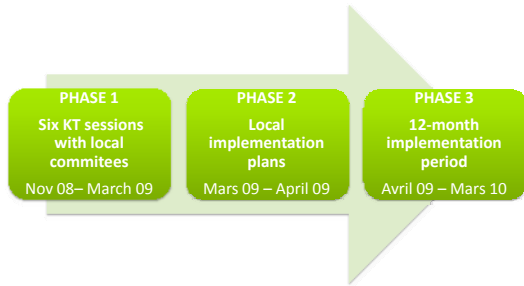 PHASE 1
Six KT sessions
with local
commitees
Nov 08– March 09
PHASE 2
Local
implementation
plans
Mars 09 – April 09
PHASE 3
12-month
implementation
period
Avril 09 – Mars 10